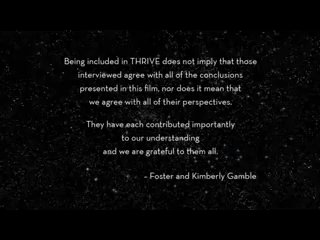 Being included in THRIVE does not imply that those
interviewed agree with all of the conclusions
presented in this film, nor does it mean that
we agree with all of their perspectives.
They have each contributed importantly
to our understanding
and we are grateful to them all.
– Foster and Kimberly Gamble